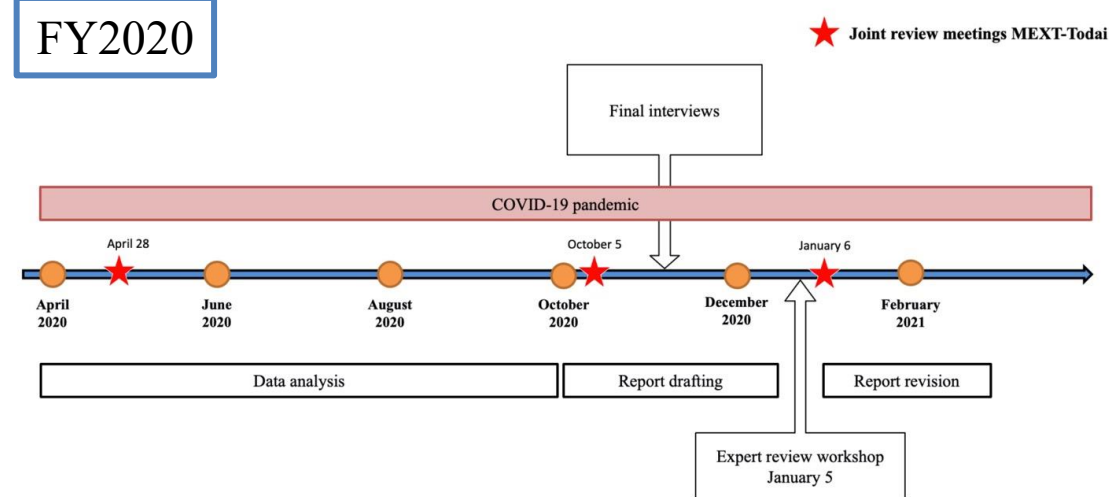 FY2020
Joint review meetings MEXT-Todai
Final interviews
COVID-19 pandemic
April 28
October 5
January 6
April
2020
June
2020
August
2020
October
2020
December
2020
February
2021
Data analysis
Report drafting
Report revision
Expert review workshop
January 5